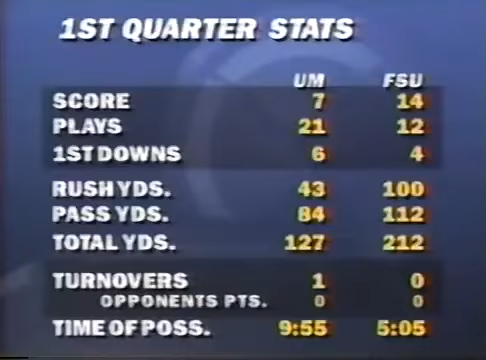 1ST QUARTER STATS
UM FSU
SCORE 7 14
PLAYS 21 12
1ST DOWNS 6 4
RUSH YDS. 43 100
PASS YDS. 84 112
TOTAL YDS. 127 212
TURNOVERS 1 0
OPPONENTS PTS. 0 0
TIME OF POSS. 9:55 5:05